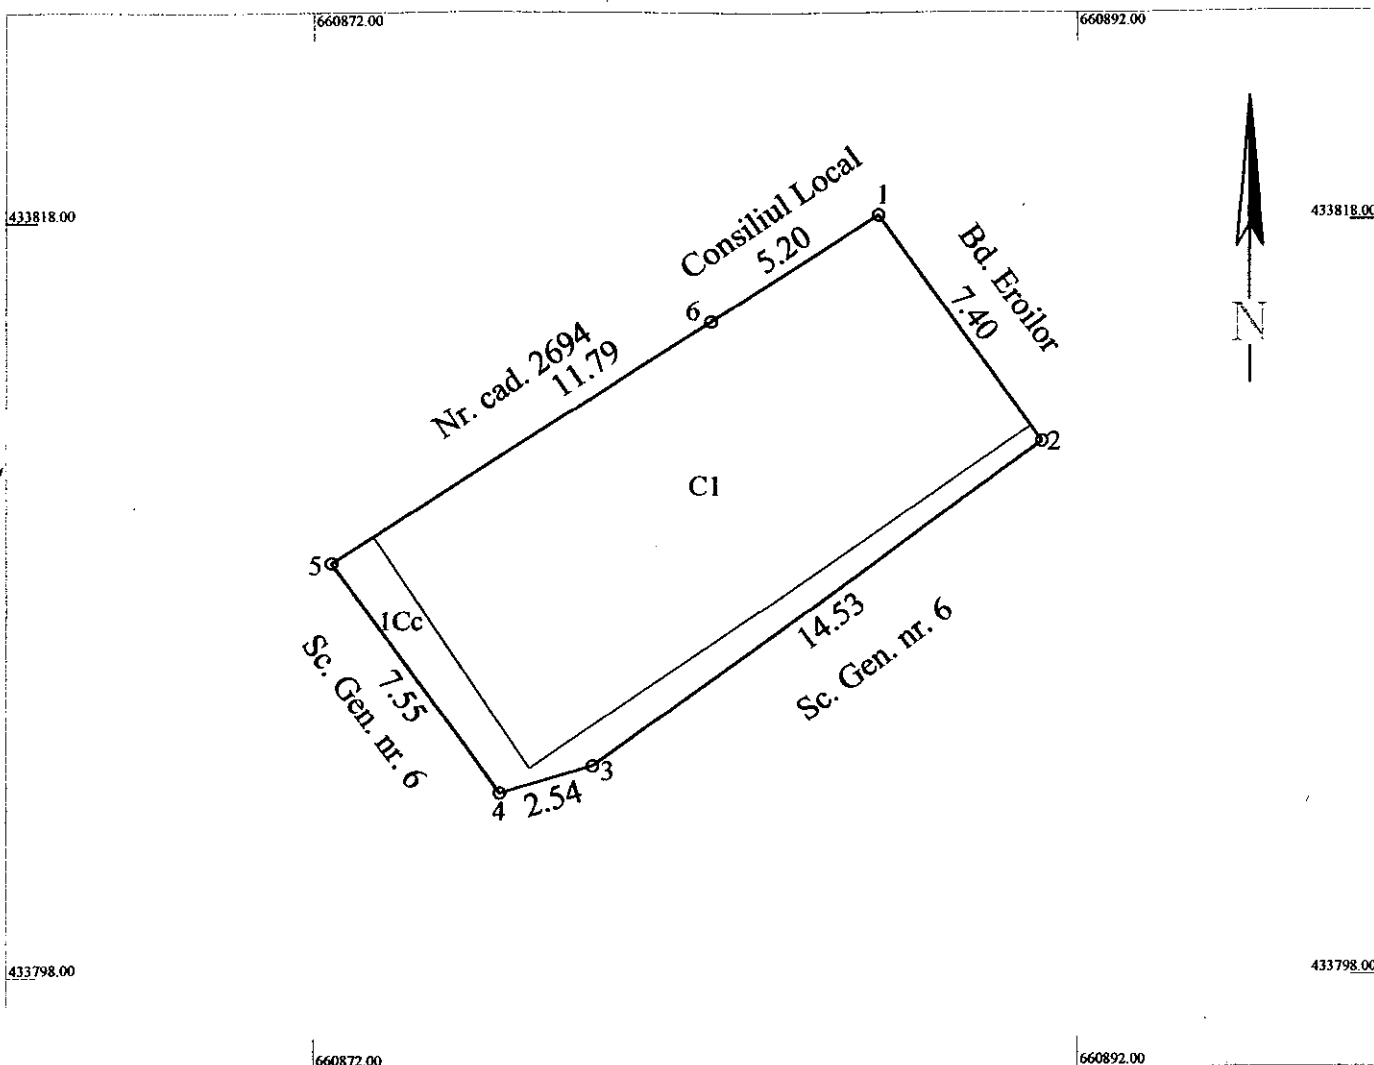 660872.00
660892.00
433818.00
433818.00
Consiliul Local
5.20
1
Bd. Eroilor
7.40
N
6
Nr. cad. 2694
11.79
2
C1
5
1Cc
14.53
Sc. Gen. nr. 6
7.55
Sc. Gen. nr. 6
3
2.54
4
433798.00
433798.00
660872.00
660892.00